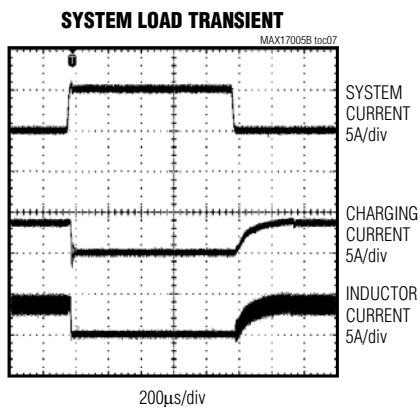 SYSTEM LOAD TRANSIENT
MAX17005B toc07
SYSTEM
CURRENT
5A/div
CHARGING
CURRENT
5A/div
INDUCTOR
CURRENT
5A/div
200μs/div